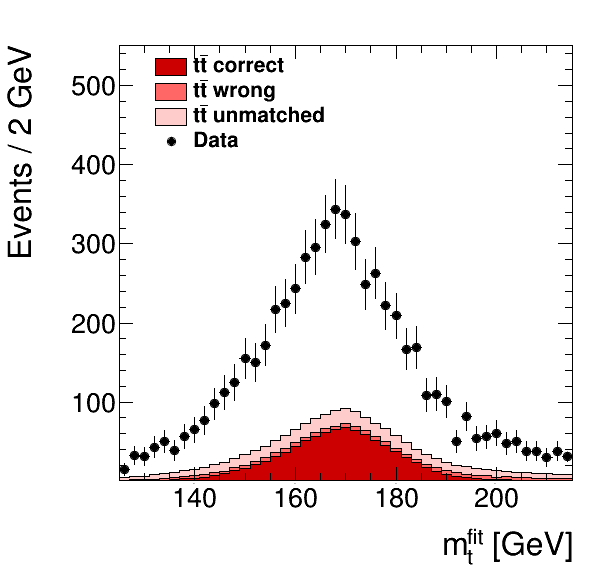 Events / 2 GeV
500
400
300
200
100
tt̄ correct
tt̄ wrong
tt̄ unmatched
Data
140 160 180 200
m_t^fit [GeV]